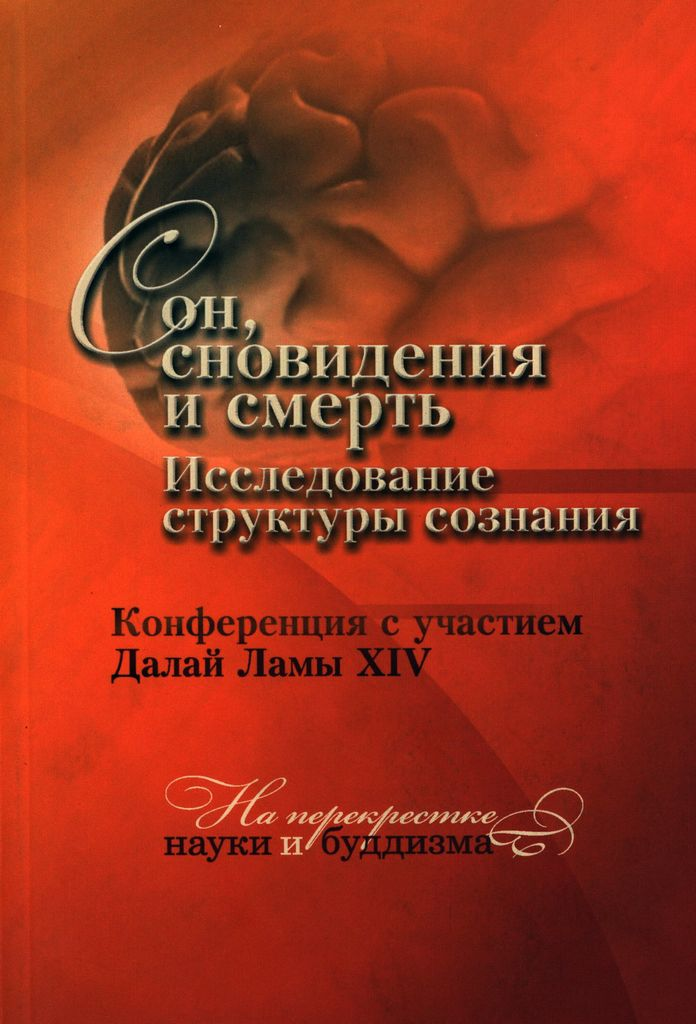 Сон,
сновидения
и смерть
Исследование
структуры сознания
Конференция с участием
Далай Ламы XIV
На перекрестке
науки и буддизма